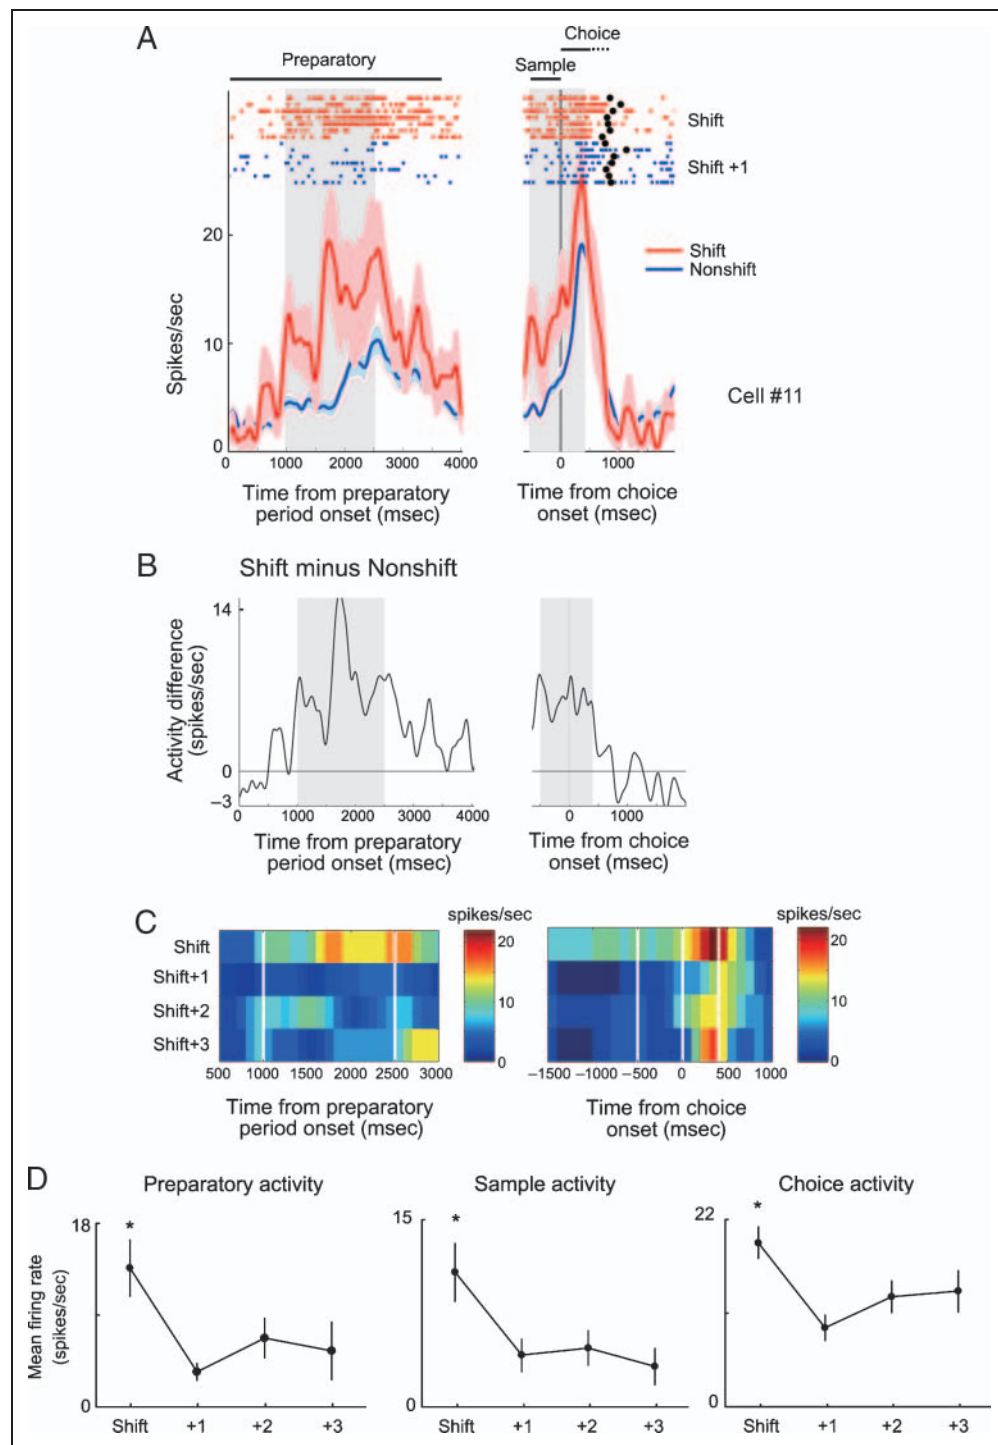 A
Preparatory
Choice
Sample
Shift
Shift +1
20
10
0
Spikes/sec
Shift
Nonshift
Cell #11
0 1000 2000 3000 4000
0 1000
Time from preparatory
period onset (msec)
Time from choice
onset (msec)
B
Shift minus Nonshift
14
0
–3
Activity difference
(spikes/sec)
0 1000 2000 3000 4000
0 1000
Time from preparatory
period onset (msec)
Time from choice
onset (msec)
C
spikes/sec
spikes/sec
Shift
Shift+1
Shift+2
Shift+3
20
10
0
20
10
0
500 1000 1500 2000 2500 3000
–1500 –1000 –500 0 500 1000
Time from preparatory
period onset (msec)
Time from choice
onset (msec)
D
Preparatory activity
Sample activity
Choice activity
18
0
15
0
22
0
*
*
*
Mean firing rate
(spikes/sec)
Shift +1 +2 +3
Shift +1 +2 +3
Shift +1 +2 +3